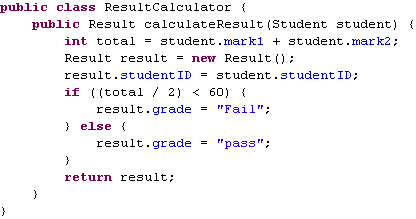 public class ResultCalculator {
    public Result calculateResult(Student student) {
        int total = student.mark1 + student.mark2;
        Result result = new Result();
        result.studentID = student.studentID;
        if ((total / 2) < 60) {
            result.grade = "Fail";
        } else {
            result.grade = "pass";
        }
        return result;
    }
}